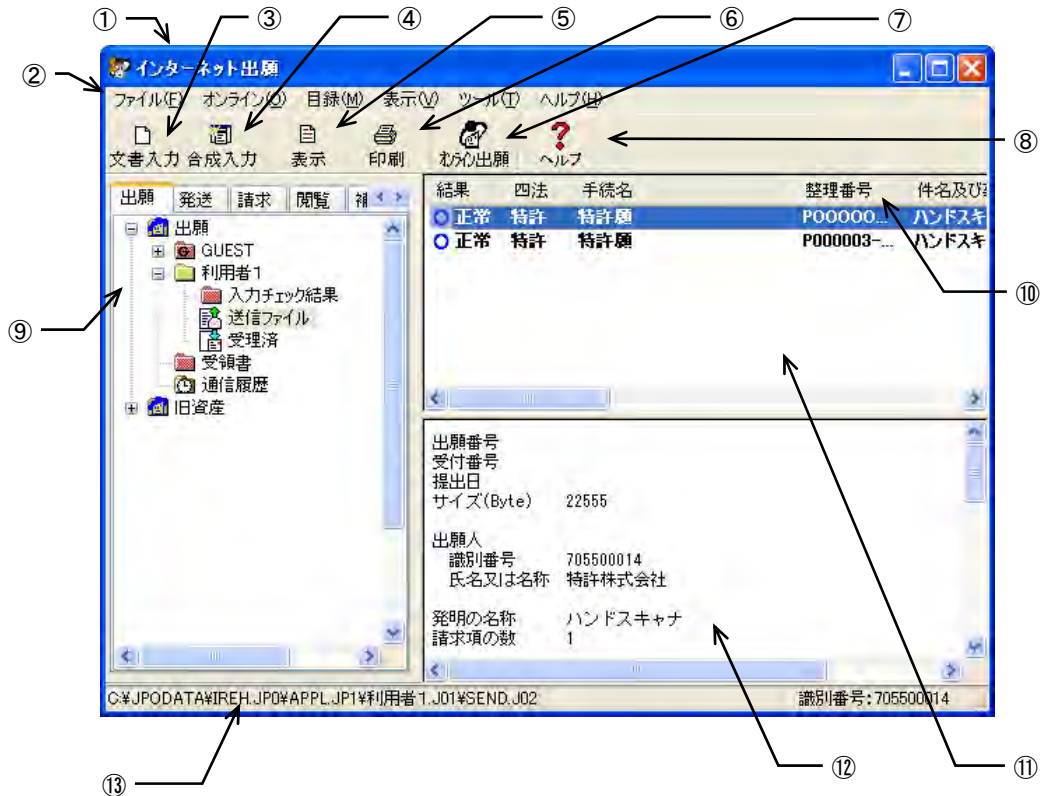 ① ③ ④ ⑤ ⑥ ⑦
インターネット出願
②
ファイル(F) オンライン(O) 目録(M) 表示(V) ツール(T) ヘルプ(H)
⑧
文書入力 合成入力 表示 印刷 オンライン出願 ヘルプ
出願 発送 請求 閲覧
結果 四法 手続名 整理番号 件名及び
正常 特許 特許願 P00000... ハンドスキ
正常 特許 特許願 P000003-... ハンドスキ
出願
GUEST
利用者1
入力チェック結果
送信ファイル
受理済
受領書
通信履歴
旧資産
⑨
⑩
出願番号
受付番号
提出日
サイズ(Byte) 22555
出願人
識別番号 705500014
氏名又は名称 特許株式会社
発明の名称 ハンドスキャナ
請求項の数 1
C:¥JPODATA¥IREH.JP0¥APPL.JP1¥利用者1.J01¥SEND.J02 識別番号:705500014
⑬ ⑫ ⑪